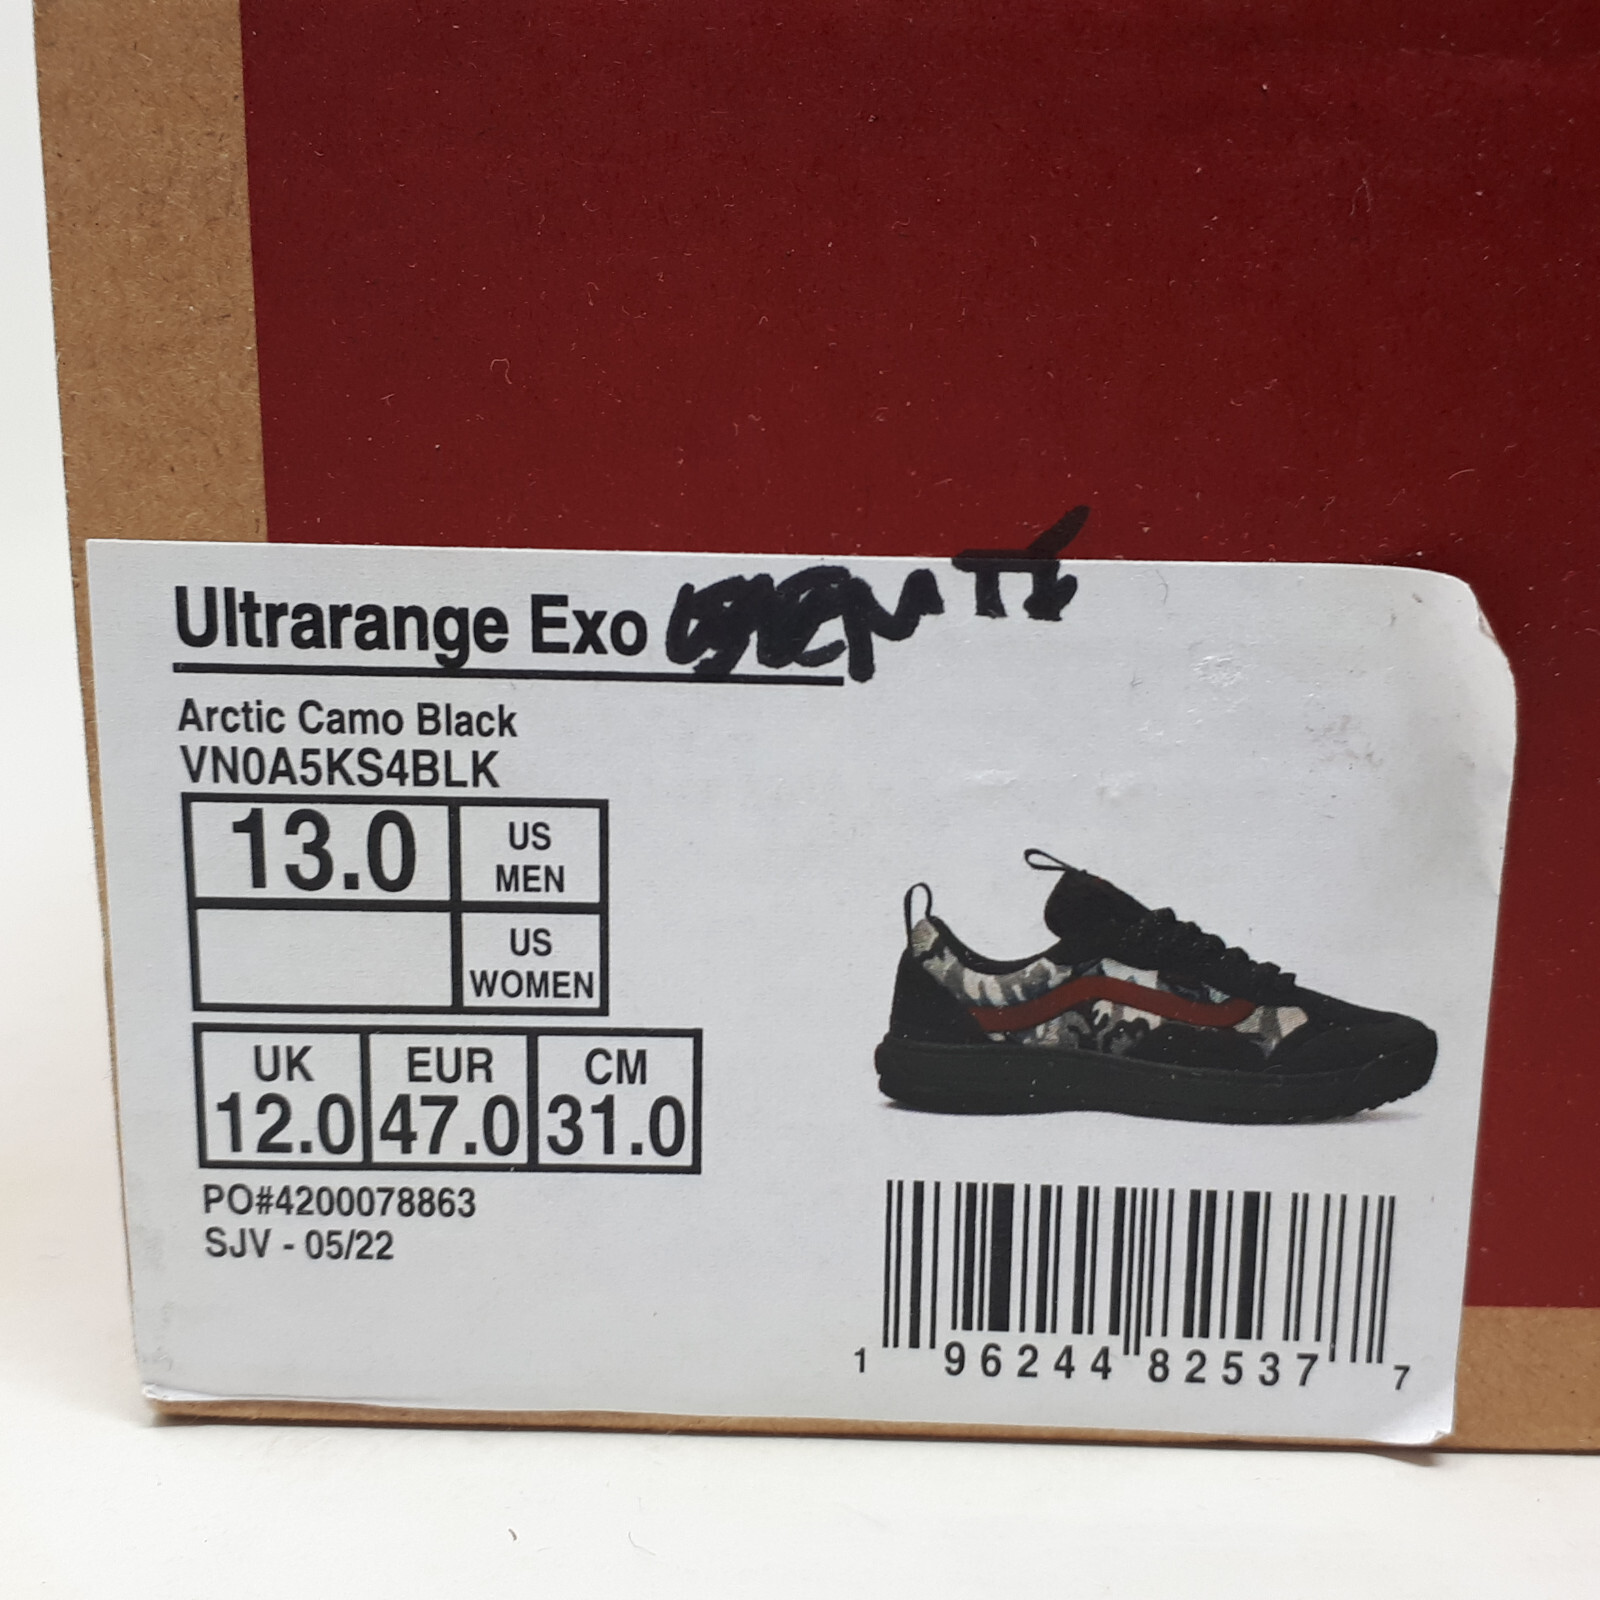 Ultrarange Exo
Arctic Camo Black
VN0A5KS4BLK
13.0 US MEN
US WOMEN
UK EUR CM
12.0 47.0 31.0
PO#4200078863
SJV - 05/22
1 96244 82537 7